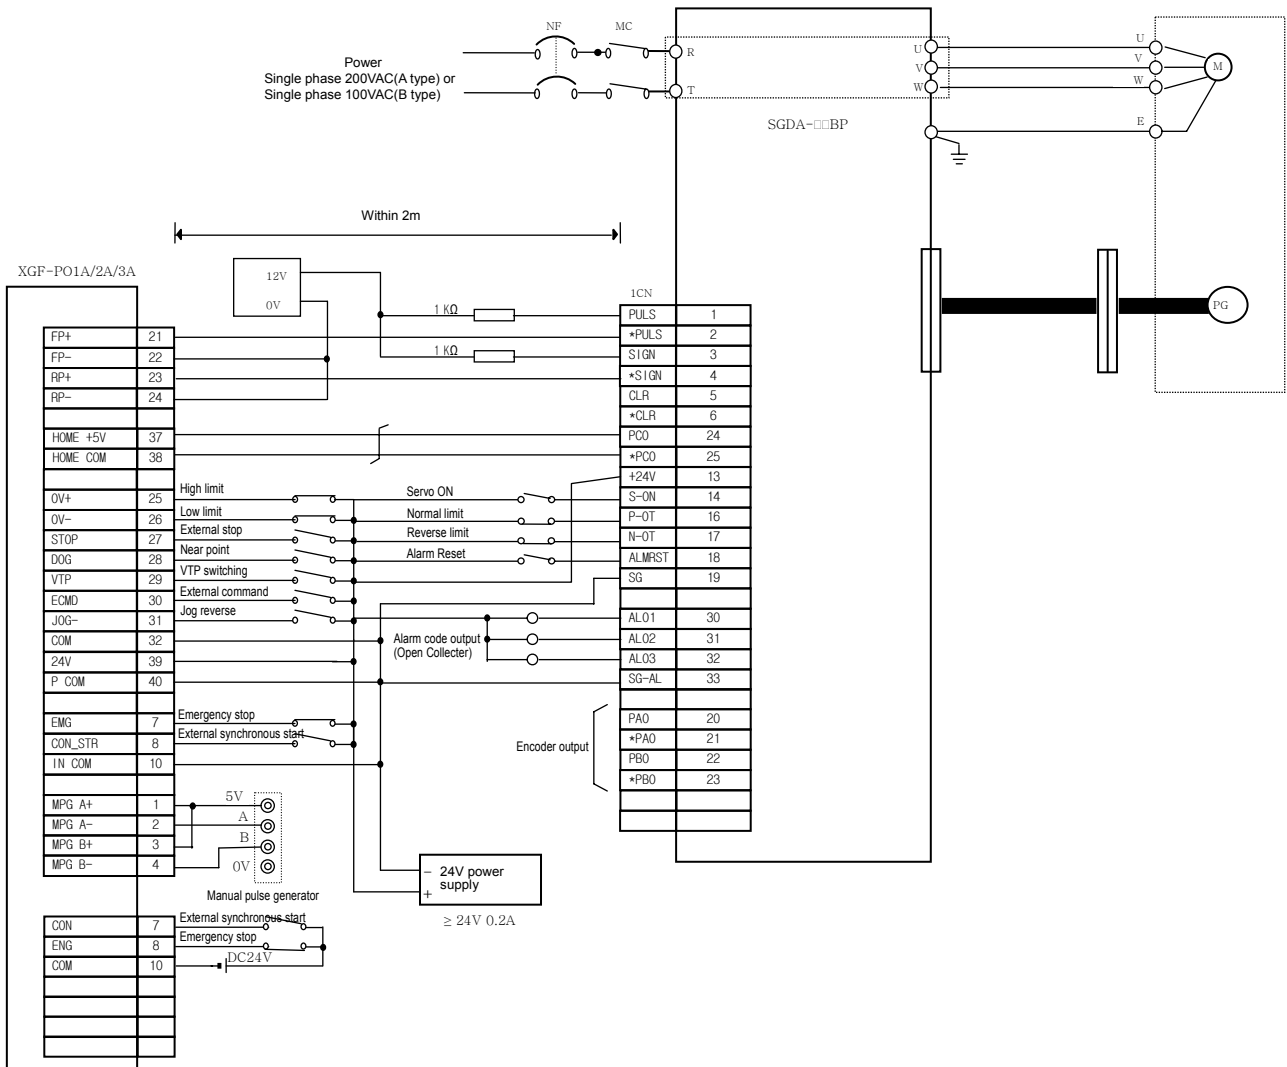 NF
MC
Power
Single phase 200VAC(A type) or
Single phase 100VAC(B type)
R
T
U
V
W
SGDA-□□BP
U
V
W
E
M
PG
Within 2m
XGF-PO1A/2A/3A
12V
0V
1 KΩ
1 KΩ
1CN
FP+ 21
FP- 22
RP+ 23
RP- 24
HOME +5V 37
HOME COM 38
0V+ 25 High limit
0V- 26 Low limit
STOP 27 External stop
DOG 28 Near point
VTP 29 VTP switching
ECMD 30 External command
JOG- 31 Jog reverse
COM 32
24V 39
P COM 40
EMG 7 Emergency stop
CON_STR 8 External synchronous start
IN COM 10
MPG A+ 1
MPG A- 2
MPG B+ 3
MPG B- 4
5V
A
B
0V
Manual pulse generator
CON 7 External synchronous start
ENG 8 Emergency stop
COM 10 DC24V
Servo ON
Normal limit
Reverse limit
Alarm Reset
Alarm code output
(Open Collecter)
Encoder output
- 24V power
supply
+
≥ 24V 0.2A
PULS 1
*PULS 2
SIGN 3
*SIGN 4
CLR 5
*CLR 6
PCO 24
*PCO 25
+24V 13
S-ON 14
P-OT 16
N-OT 17
ALMRST 18
SG 19
ALO1 30
ALO2 31
ALO3 32
SG-AL 33
PAO 20
*PAO 21
PBO 22
*PBO 23